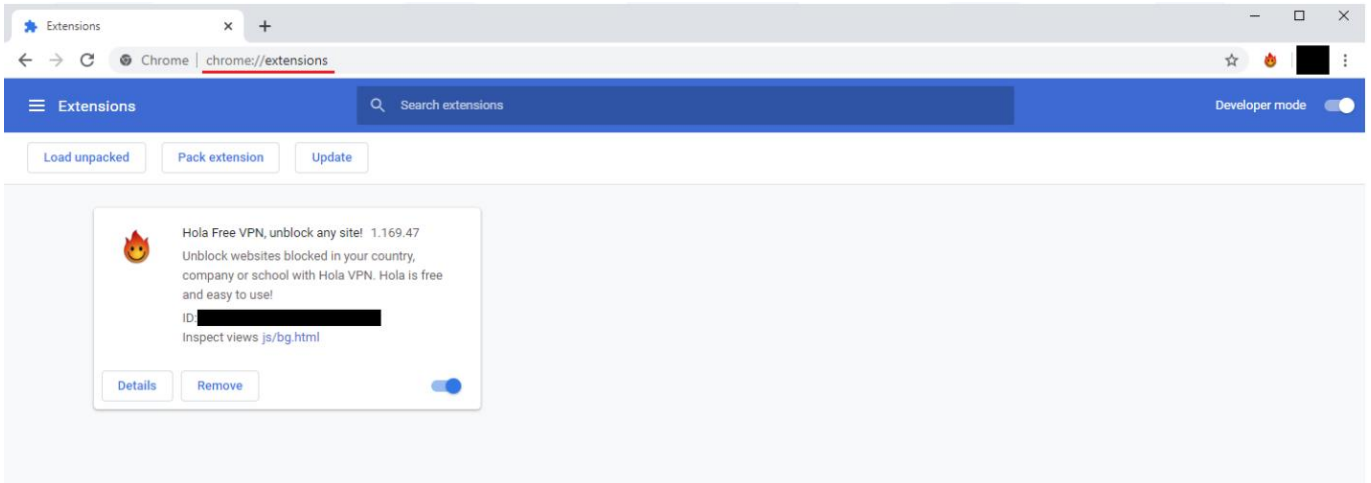 Extensions
Chrome | chrome://extensions
Extensions
Search extensions
Developer mode
Load unpacked
Pack extension
Update
Hola Free VPN, unblock any site! 1.169.47
Unblock websites blocked in your country,
company or school with Hola VPN. Hola is free
and easy to use!
ID:
Inspect views js/bg.html
Details
Remove